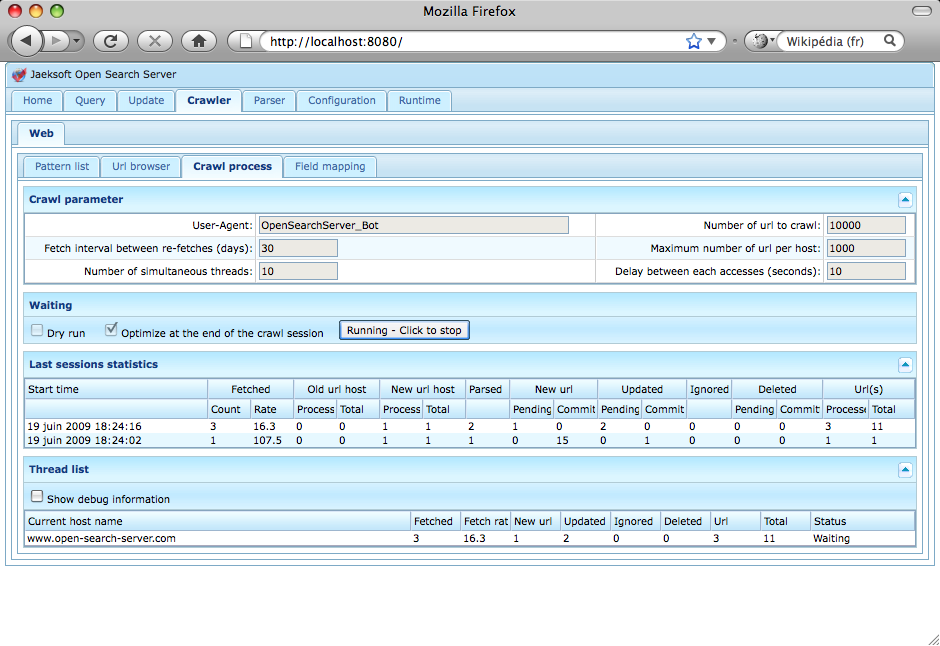 Mozilla Firefox
http://localhost:8080/ Wikipédia (fr)
Jaeksoft Open Search Server
Home Query Update Crawler Parser Configuration Runtime
Web
Pattern list Url browser Crawl process Field mapping
Crawl parameter
User-Agent: OpenSearchServer_Bot Number of url to crawl: 10000
Fetch interval between re-fetches (days): 30 Maximum number of url per host: 1000
Number of simultaneous threads: 10 Delay between each accesses (seconds): 10
Waiting
Dry run Optimize at the end of the crawl session Running - Click to stop
Last sessions statistics
Start time Fetched Old url host New url host Parsed New url Updated Ignored Deleted Url(s)
Count Rate Process Total Process Total Pending Commit Pending Commit Pending Commit Processe Total
19 juin 2009 18:24:16 3 16.3 0 0 1 1 2 1 0 2 0 0 0 0 3 11
19 juin 2009 18:24:02 1 107.5 0 0 1 1 1 0 15 0 1 0 0 0 1 1
Thread list
Show debug information
Current host name Fetched Fetch rat New url Updated Ignored Deleted Url Total Status
www.open-search-server.com 3 16.3 1 2 0 0 3 11 Waiting